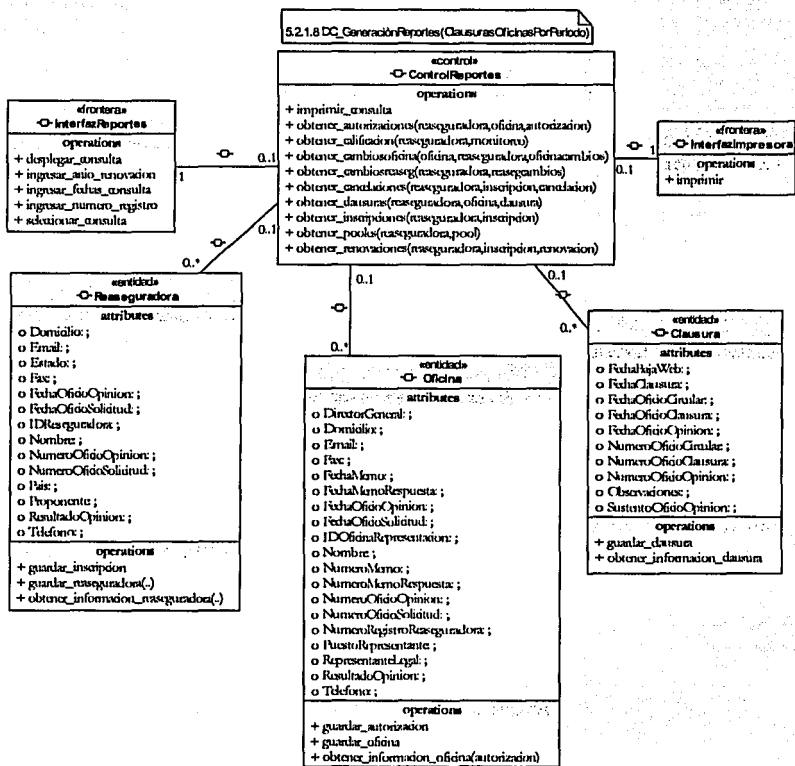 5.2.1.8 DC_GeneraciónReportes(ClausurasOficinasPorPeriodo)
«control»
ControlReportes
operations
+ imprimir_consulta
+ obtener_autorizaciones(reaseguradora,oficina,autorizacion)
+ obtener_calificacion(reaseguradora,monitoreo)
+ obtener_cambiosoficina(oficina,reaseguradora,oficinacambios)
+ obtener_cambiosreaseg(reaseguradora,reasegcambios)
+ obtener_cancelaciones(reaseguradora,inscripcion,cancelacion)
+ obtener_clausuras(reaseguradora,oficina,clausura)
+ obtener_inscripciones(reaseguradora,inscripcion)
+ obtener_pooles(reaseguradora,pool)
+ obtener_renovaciones(reaseguradora,inscripcion,renovacion)
«frontera»
InterfazReportes
operations
+ desplegar_consulta
+ ingresar_anio_renovacion
+ ingresar_fechas_consulta
+ ingresar_numero_registro
+ seleccionar_consulta
1
0..1
«frontera»
InterfazImpresora
operations
+ imprimir
1
0..1
0..1
0..*
0..1
0..*
0..1
0..*
«entidad»
Reaseguradora
attributes
o Domicilio: ;
o Email: ;
o Estado: ;
o Fax: ;
o FechaOficioOpinion: ;
o FechaOficioSolicitud: ;
o IDReseguradora: ;
o Nombre: ;
o NumeroOficioOpinion: ;
o NumeroOficioSolicitud: ;
o Pais: ;
o Proponente: ;
o ResultadoOpinion: ;
o Telefono: ;
operations
+ guardar_inscripcion
+ guardar_reaseguradora(..)
+ obtener_informacion_reaseguradora(..)
«entidad»
Oficina
attributes
o DirectorGeneral: ;
o Domicilio: ;
o Email: ;
o Fax: ;
o FechaMemo: ;
o FechaMemoRespuesta: ;
o FechaOficioOpinion: ;
o FechaOficioSolicitud: ;
o IDOficinaRepresentacion: ;
o Nombre: ;
o NumeroMemo: ;
o NumeroMemoRespuesta: ;
o NumeroOficioOpinion: ;
o NumeroOficioSolicitud: ;
o NumeroRegistroReaseguradora: ;
o PuestoRepresentante: ;
o RepresentanteLegal: ;
o ResultadoOpinion: ;
o Telefono: ;
operations
+ guardar_autorizacion
+ guardar_oficina
+ obtener_informacion_oficina(autorizacion)
«entidad»
Clausura
attributes
o FechaBajaWeb: ;
o FechaClausura: ;
o FechaOficioCircular: ;
o FechaOficioClausura: ;
o FechaOficioOpinion: ;
o NumeroOficioCircular: ;
o NumeroOficioClausura: ;
o NumeroOficioOpinion: ;
o Observaciones: ;
o SustentoOficioOpinion: ;
operations
+ guardar_clausura
+ obtener_informacion_clausura